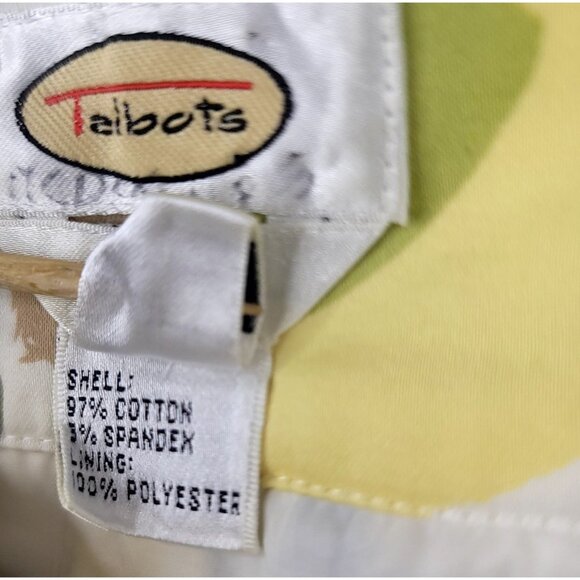 Talbots
SHELL:
97% COTTON
3% SPANDEX
LINING:
100% POLYESTER